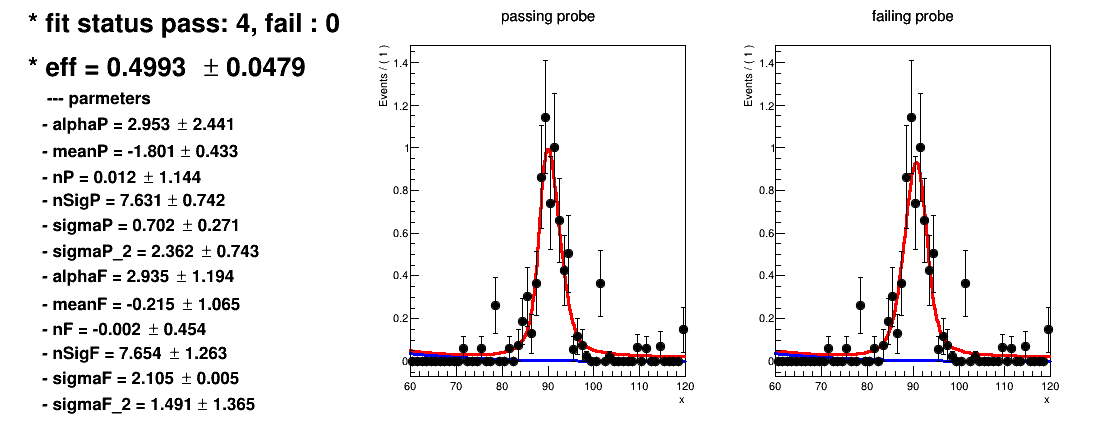 * fit status pass: 4, fail : 0
* eff = 0.4993 ± 0.0479
--- parmeters
- alphaP = 2.953 ± 2.441
- meanP = -1.801 ± 0.433
- nP = 0.012 ± 1.144
- nSigP = 7.631 ± 0.742
- sigmaP = 0.702 ± 0.271
- sigmaP_2 = 2.362 ± 0.743
- alphaF = 2.935 ± 1.194
- meanF = -0.215 ± 1.065
- nF = -0.002 ± 0.454
- nSigF = 7.654 ± 1.263
- sigmaF = 2.105 ± 0.005
- sigmaF_2 = 1.491 ± 1.365
passing probe
Events / ( 1 )
1.4
1.2
1
0.8
0.6
0.4
0.2
0
60 70 80 90 100 110 120
x
failing probe
Events / ( 1 )
1.4
1.2
1
0.8
0.6
0.4
0.2
0
60 70 80 90 100 110 120
x